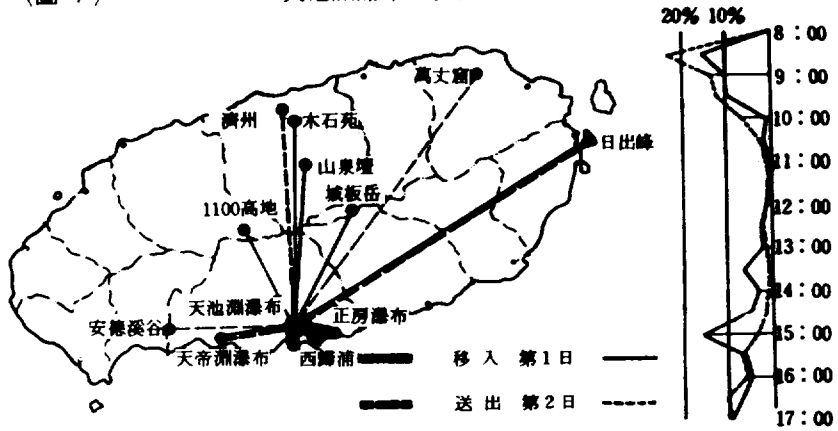 20% 10%
8：00
9：00
10：00
11：00
12：00
13：00
14：00
15：00
16：00
17：00
萬丈窟
濟州
木石苑
日出峰
山泉壇
城板岳
1100高地
天池淵瀑布
正房瀑布
安德溪谷
天帝淵瀑布
西歸浦
移入 第1日
送出 第2日